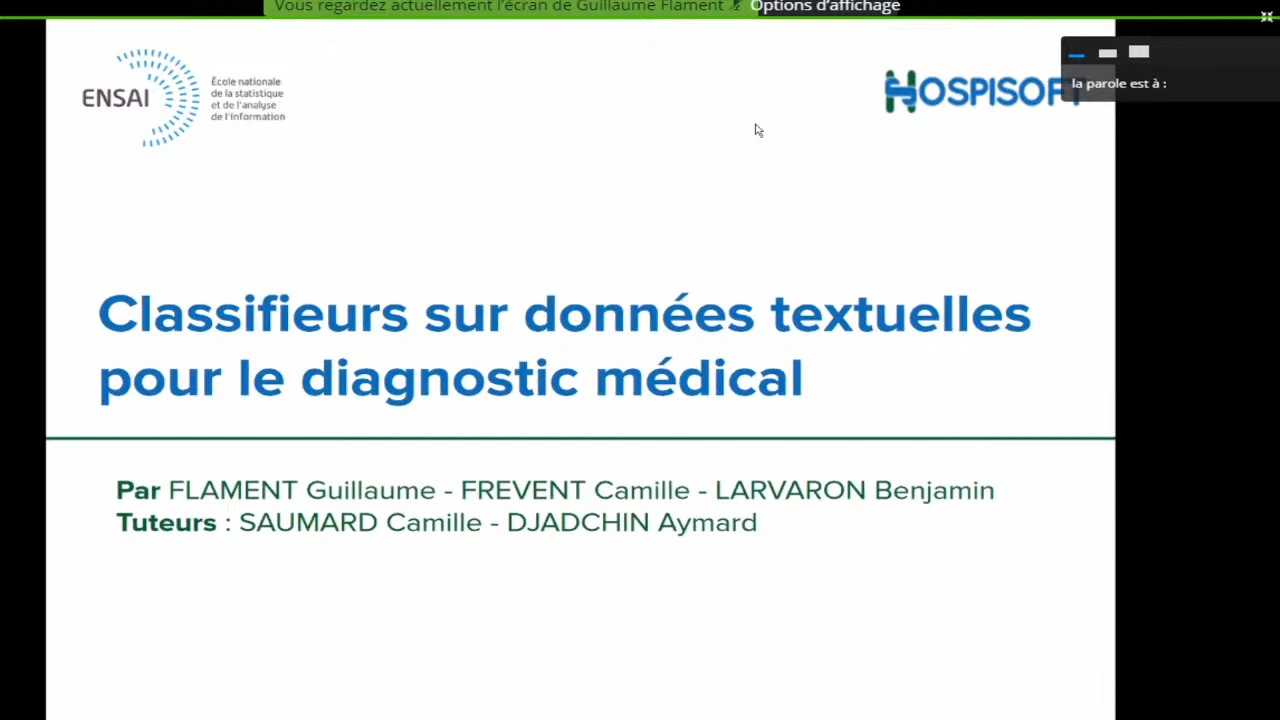 Vous regardez actuellement l'écran de Guillaume Flament
Options d'affichage
ENSAI
École nationale
de la statistique
et de l'analyse
de l'information
HOSPISOFT
la parole est à :
Classifieurs sur données textuelles
pour le diagnostic médical
Par FLAMENT Guillaume - FREVENT Camille - LARVARON Benjamin
Tuteurs : SAUMARD Camille - DJADCHIN Aymard